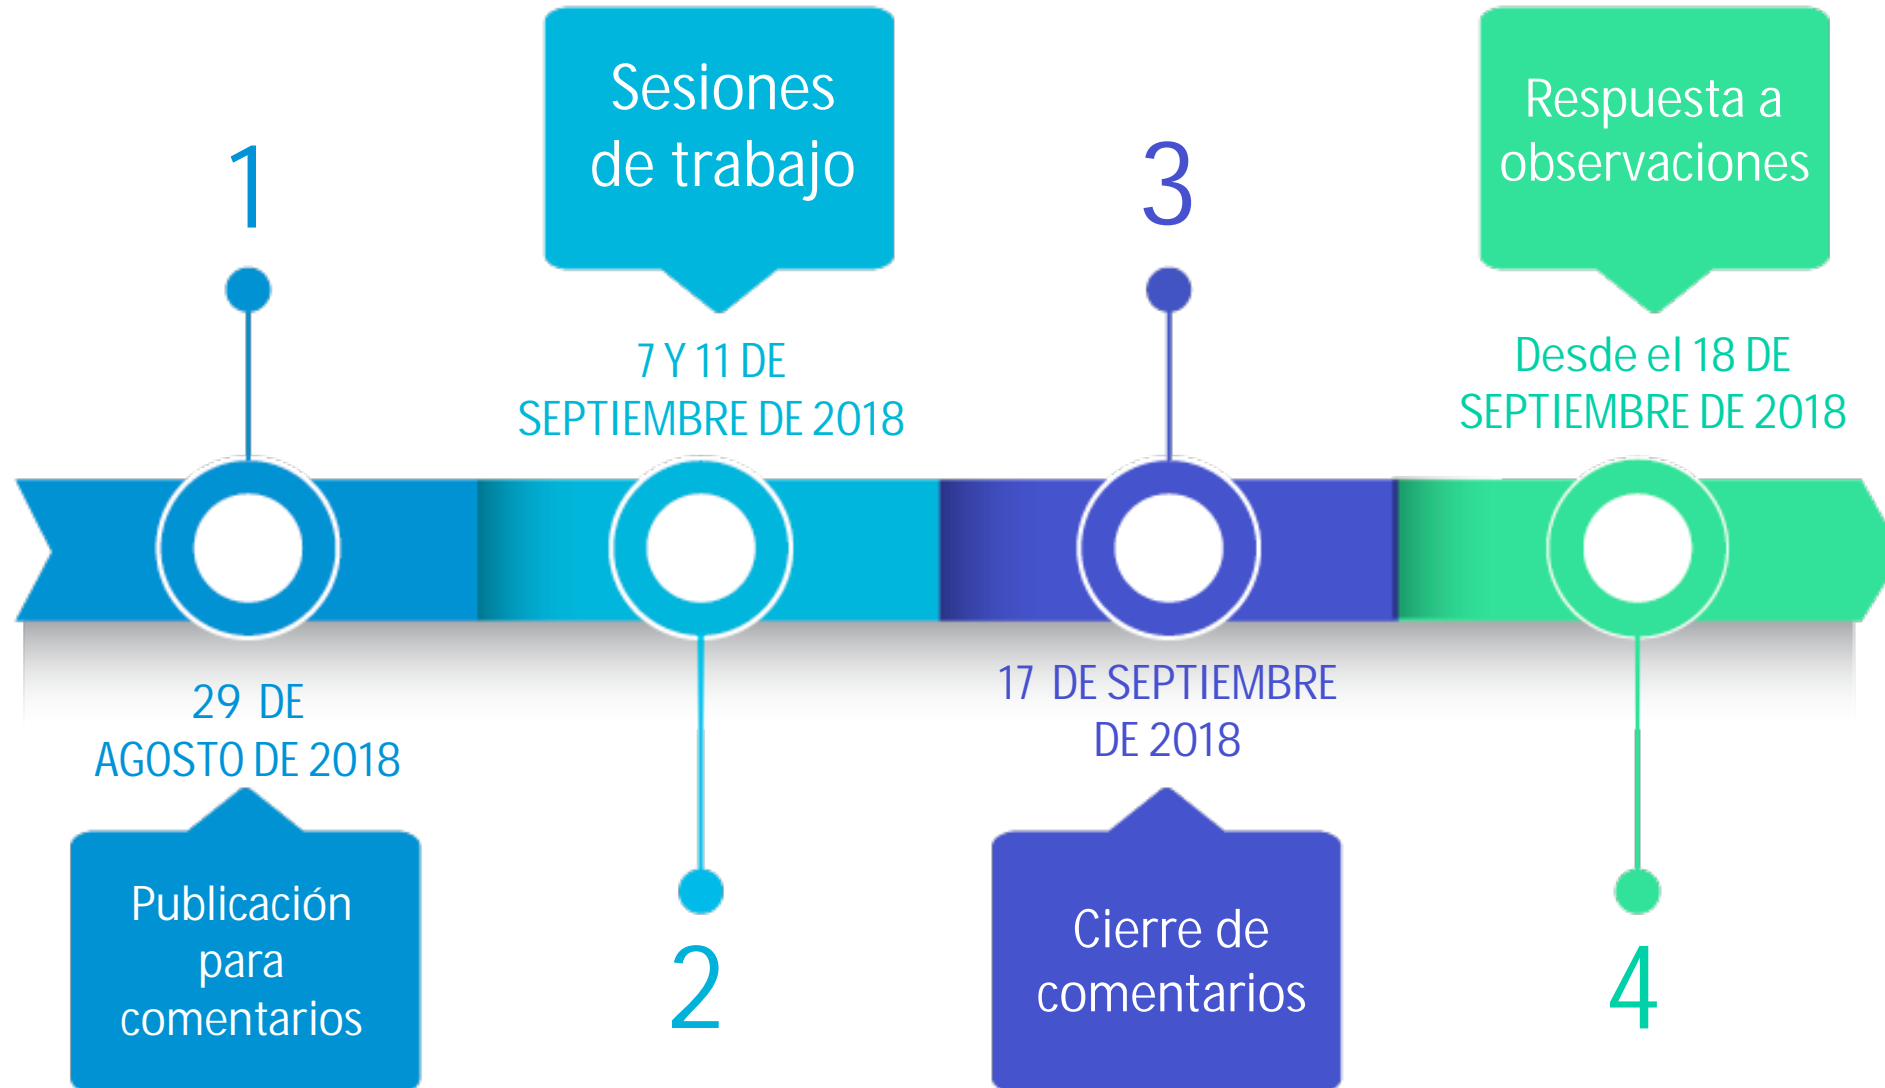 1
29 DE
AGOSTO DE 2018
Publicación
para
comentarios
Sesiones
de trabajo
7 Y 11 DE
SEPTIEMBRE DE 2018
2
3
17 DE SEPTIEMBRE
DE 2018
Cierre de
comentarios
Respuesta a
observaciones
Desde el 18 DE
SEPTIEMBRE DE 2018
4